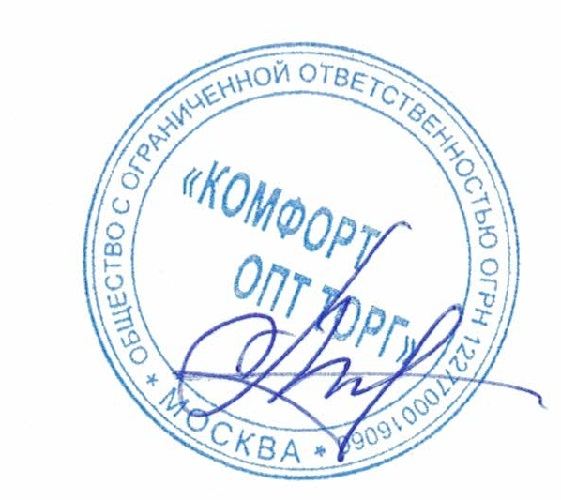 ОБЩЕСТВО С ОГРАНИЧЕННОЙ ОТВЕТСТВЕННОСТЬЮ ОГРН
* МОСКВА *
«КОМФОРТ
ОПТ ТОРГ»